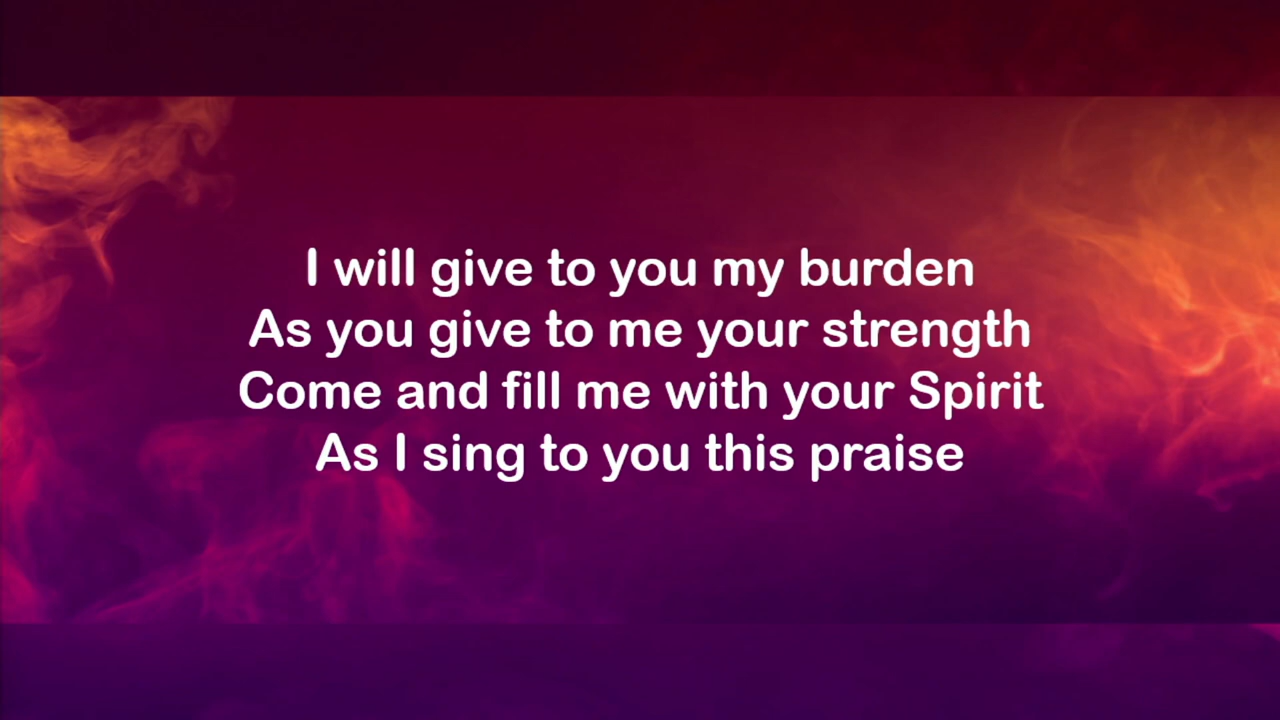 I will give to you my burden
As you give to me your strength
Come and fill me with your Spirit
As I sing to you this praise